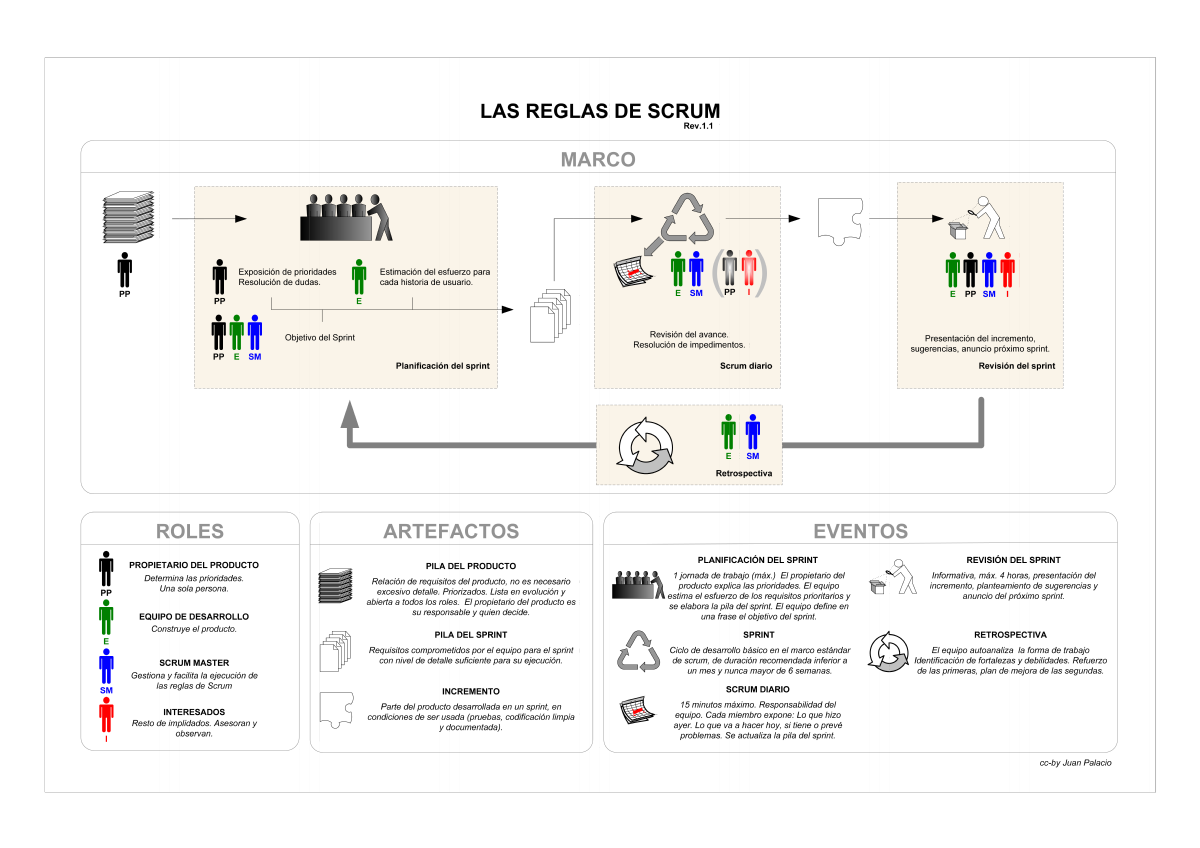 LAS REGLAS DE SCRUM
Rev.1.1
MARCO
PP
PP
Exposición de prioridades
Resolución de dudas.
E
Estimación del esfuerzo para
cada historia de usuario.
PP E SM
Objetivo del Sprint
Planificación del sprint
E SM PP I
Revisión del avance.
Resolución de impedimentos.
Scrum diario
E PP SM I
Presentación del incremento,
sugerencias, anuncio próximo sprint.
Revisión del sprint
E SM
Retrospectiva
ROLES
PP
PROPIETARIO DEL PRODUCTO
Determina las prioridades.
Una sola persona.
E
EQUIPO DE DESARROLLO
Construye el producto.
SM
SCRUM MASTER
Gestiona y facilita la ejecución de
las reglas de Scrum
I
INTERESADOS
Resto de implidados. Asesoran y
observan.
ARTEFACTOS
PILA DEL PRODUCTO
Relación de requisitos del producto, no es necesario
excesivo detalle. Priorizados. Lista en evolución y
abierta a todos los roles. El propietario del producto es
su responsable y quien decide.
PILA DEL SPRINT
Requisitos comprometidos por el equipo para el sprint
con nivel de detalle suficiente para su ejecución.
INCREMENTO
Parte del producto desarrollada en un sprint, en
condiciones de ser usada (pruebas, codificación limpia
y documentada).
EVENTOS
PLANIFICACIÓN DEL SPRINT
1 jornada de trabajo (máx.) El propietario del
producto explica las prioridades. El equipo
estima el esfuerzo de los requisitos prioritarios y
se elabora la pila del sprint. El equipo define en
una frase el objetivo del sprint.
SPRINT
Ciclo de desarrollo básico en el marco estándar
de scrum, de duración recomendada inferior a
un mes y nunca mayor de 6 semanas.
SCRUM DIARIO
15 minutos máximo. Responsabilidad del
equipo. Cada miembro expone: Lo que hizo
ayer. Lo que va a hacer hoy, si tiene o prevé
problemas. Se actualiza la pila del sprint.
REVISIÓN DEL SPRINT
Informativa, máx. 4 horas, presentación del
incremento, planteamiento de sugerencias y
anuncio del próximo sprint.
RETROSPECTIVA
El equipo autoanaliza la forma de trabajo
Identificación de fortalezas y debilidades. Refuerzo
de las primeras, plan de mejora de las segundas.
cc-by Juan Palacio